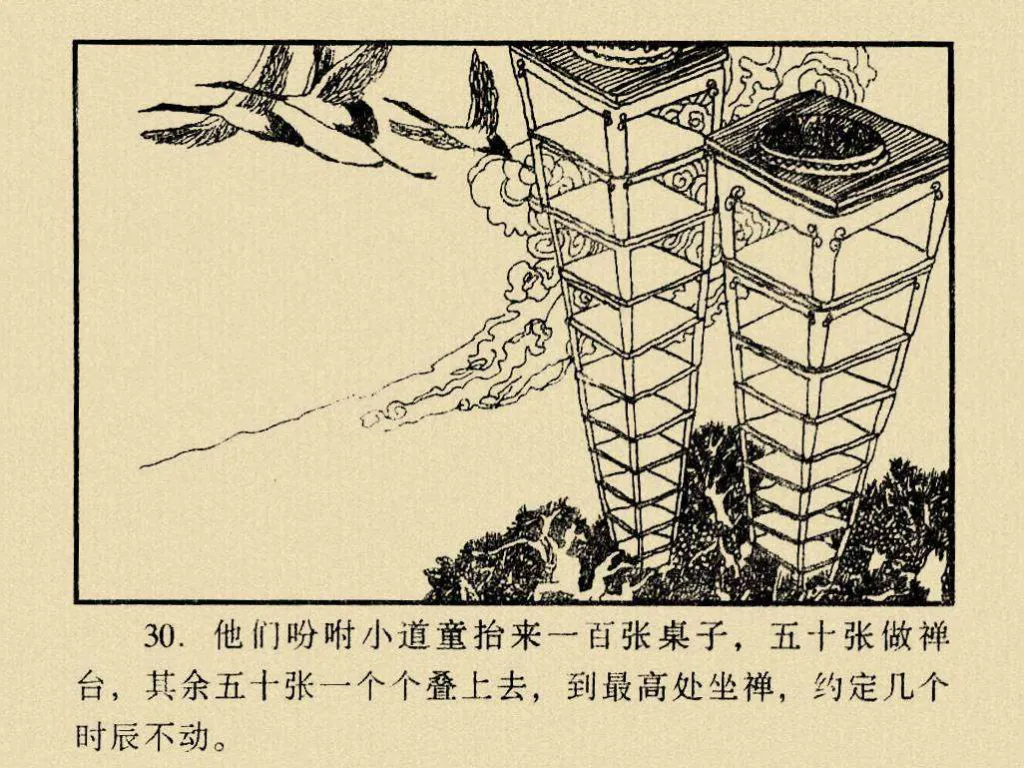 30. 他们吩咐小道童抬来一百张桌子，五十张做禅
台，其余五十张一个个叠上去，到最高处坐禅，约定几个
时辰不动。